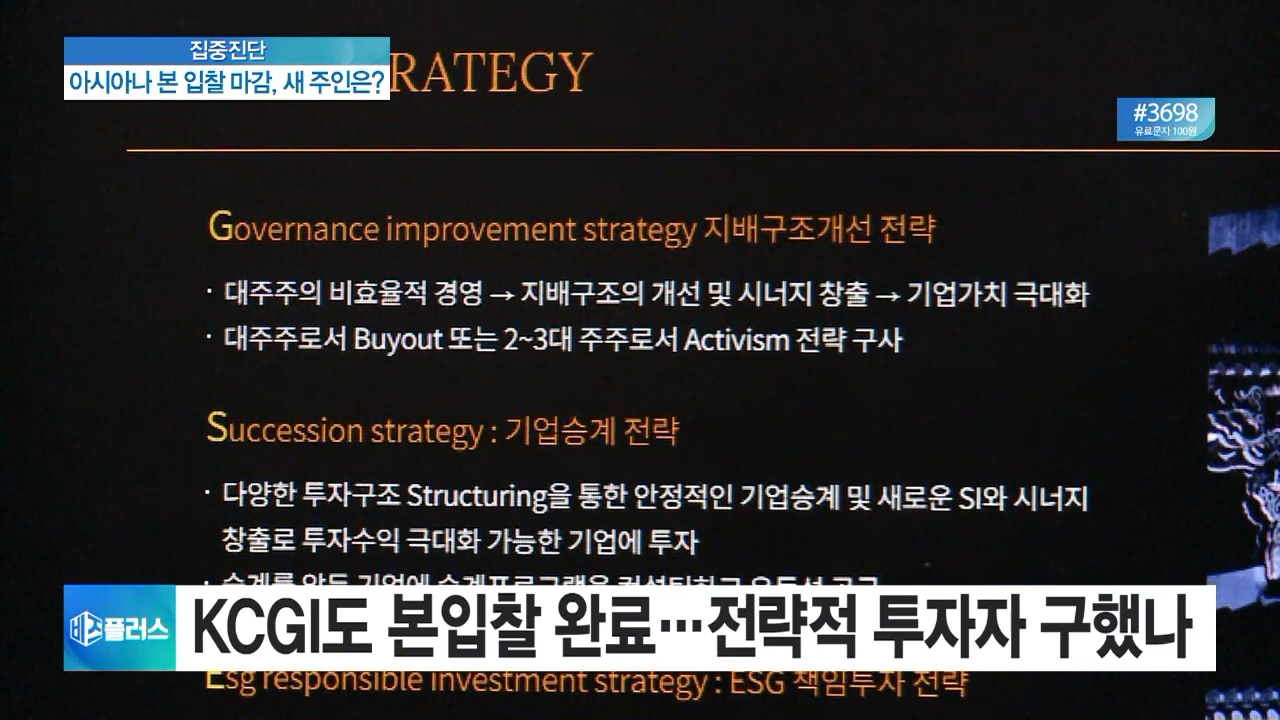 집중진단
아시아나 본 입찰 마감, 새 주인은?
RATEGY
#3698
유료문자 100원
Governance improvement strategy 지배구조개선 전략
· 대주주의 비효율적 경영 → 지배구조의 개선 및 시너지 창출 → 기업가치 극대화
· 대주주로서 Buyout 또는 2~3대 주주로서 Activism 전략 구사
Succession strategy : 기업승계 전략
· 다양한 투자구조 Structuring을 통한 안정적인 기업승계 및 새로운 SI와 시너지
창출로 투자수익 극대화 가능한 기업에 투자
플러스
KCGI도 본입찰 완료…전략적 투자자 구했나
Esg responsible investment strategy : ESG 책임투자 전략